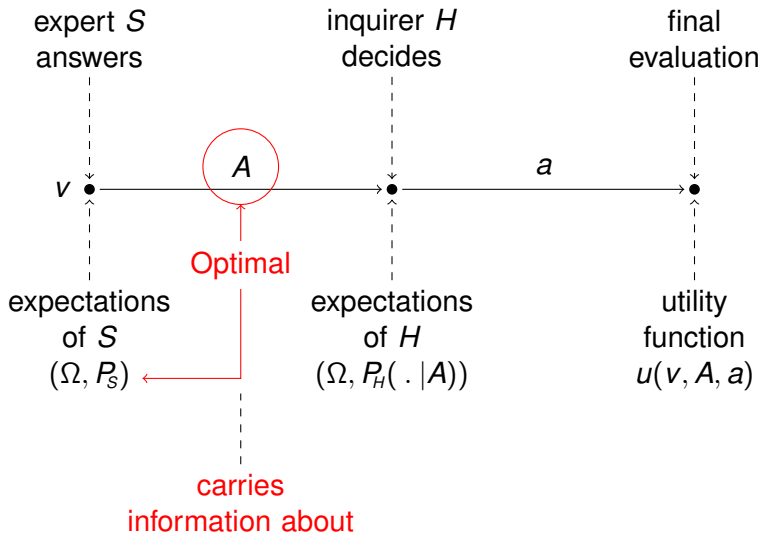 expert S
answers
inquirer H
decides
final
evaluation
v
A
a
Optimal
expectations
of S
(Ω, P_S)
expectations
of H
(Ω, P_H( . |A))
utility
function
u(v, A, a)
carries
information about